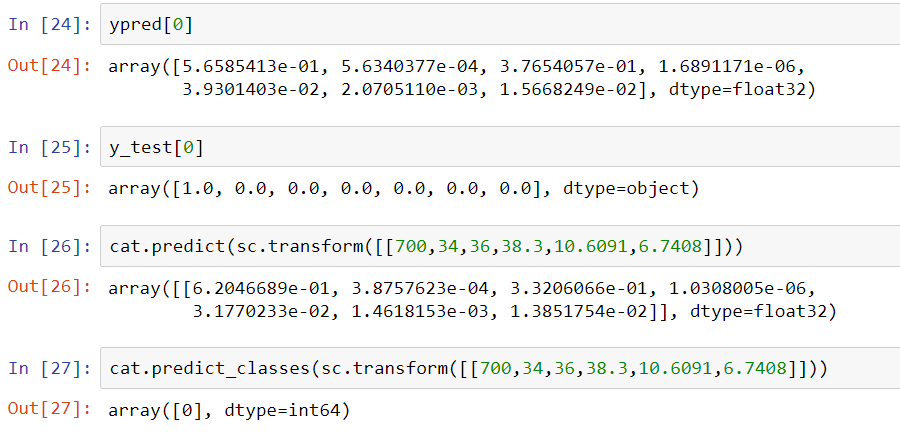 In [24]: ypred[0]
Out[24]: array([5.6585413e-01, 5.6340377e-04, 3.7654057e-01, 1.6891171e-06,
3.9301403e-02, 2.0705110e-03, 1.5668249e-02], dtype=float32)
In [25]: y_test[0]
Out[25]: array([1.0, 0.0, 0.0, 0.0, 0.0, 0.0, 0.0], dtype=object)
In [26]: cat.predict(sc.transform([[700,34,36,38.3,10.6091,6.7408]]))
Out[26]: array([[6.2046689e-01, 3.8757623e-04, 3.3206066e-01, 1.0308005e-06,
3.1770233e-02, 1.4618153e-03, 1.3851754e-02]], dtype=float32)
In [27]: cat.predict_classes(sc.transform([[700,34,36,38.3,10.6091,6.7408]]))
Out[27]: array([0], dtype=int64)